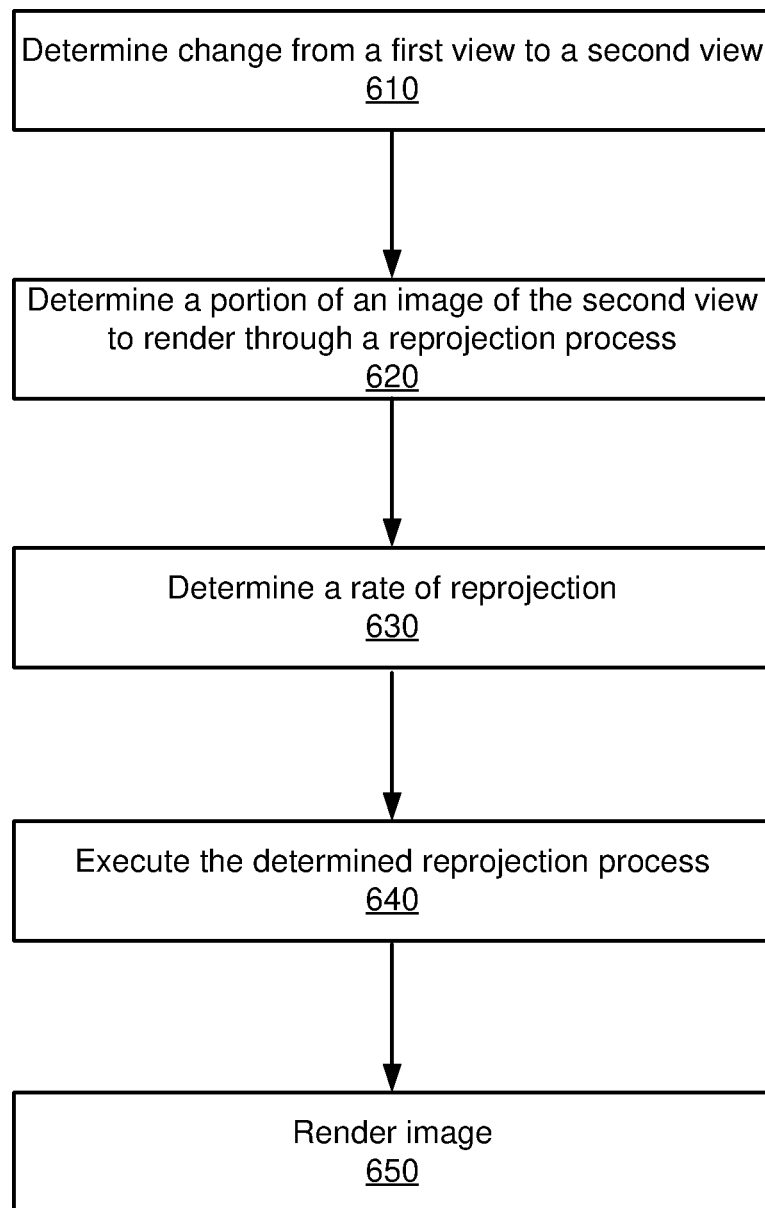 Determine change from a first view to a second view
610
Determine a portion of an image of the second view
to render through a reprojection process
620
Determine a rate of reprojection
630
Execute the determined reprojection process
640
Render image
650